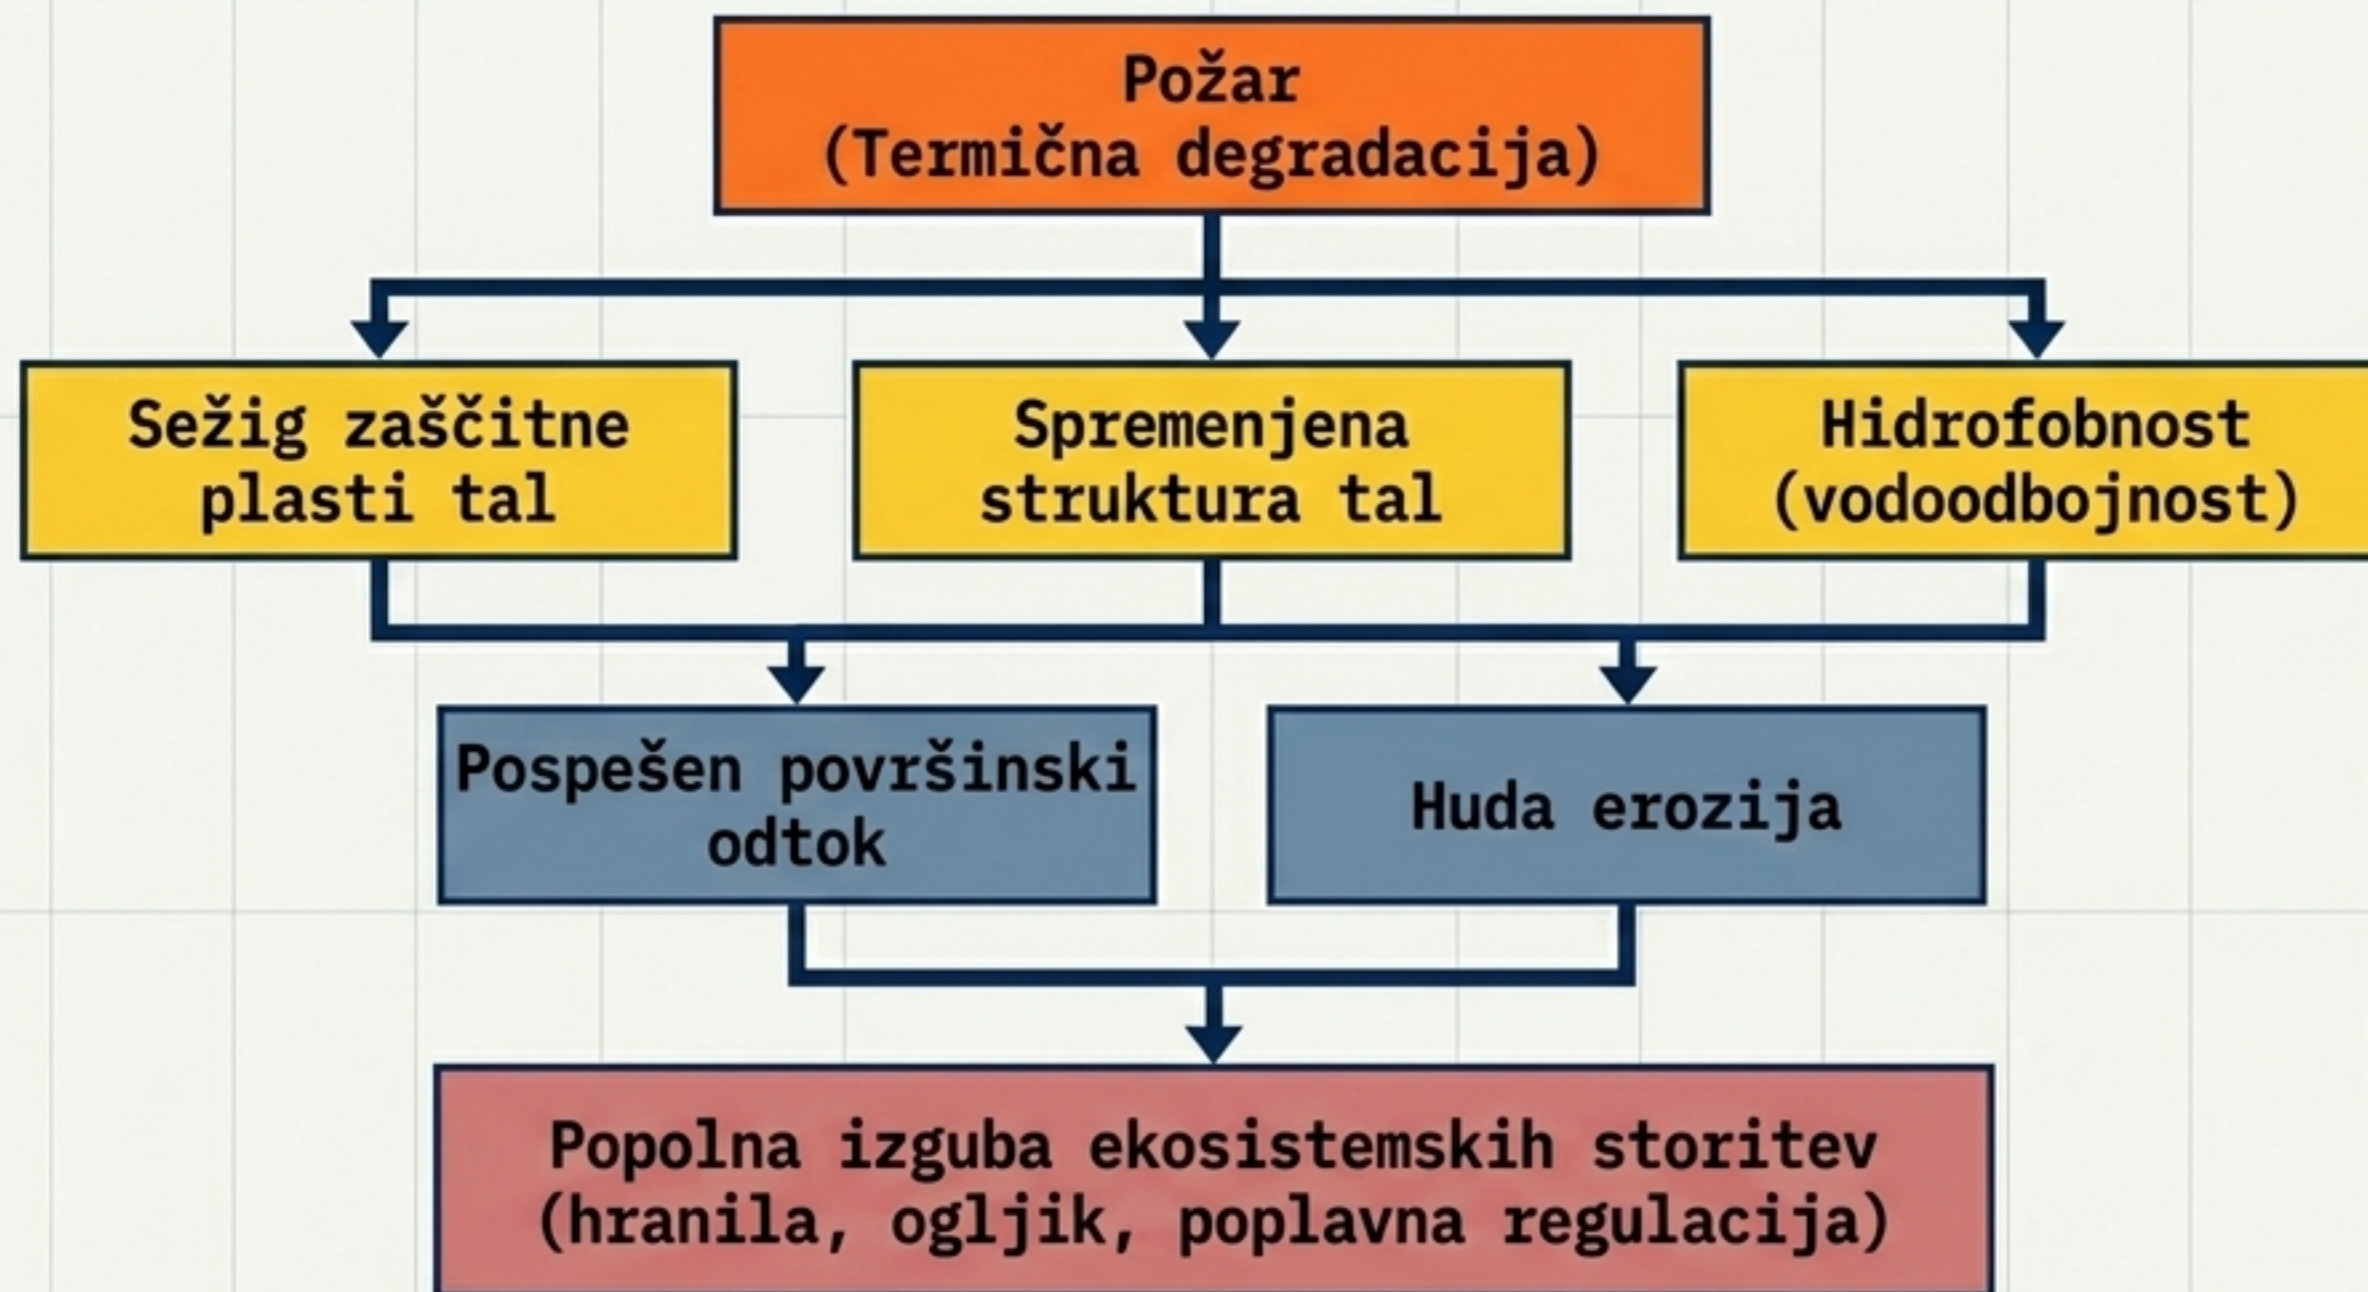 Požar
(Termična degradacija)
Sežig zaščitne
plasti tal
Spremenjena
struktura tal
Hidrofobnost
(vodoodbojnost)
Pospešen površinski
odtok
Huda erozija
Popolna izguba ekosistemskih storitev
(hranila, ogljik, poplavna regulacija)